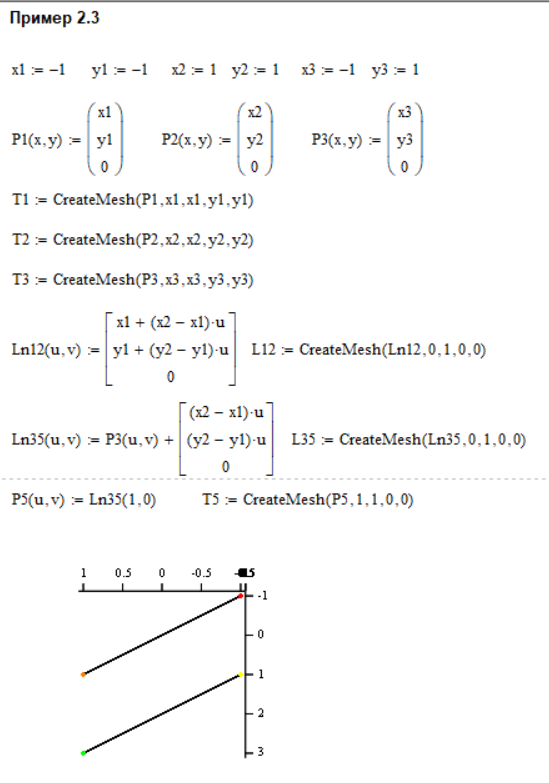 Пример 2.3
x1 := −1 y1 := −1 x2 := 1 y2 := 1 x3 := −1 y3 := 1
P1(x,y) := (x1 y1 0) P2(x,y) := (x2 y2 0) P3(x,y) := (x3 y3 0)
T1 := CreateMesh(P1,x1,x1,y1,y1)
T2 := CreateMesh(P2,x2,x2,y2,y2)
T3 := CreateMesh(P3,x3,x3,y3,y3)
Ln12(u,v) := [x1 + (x2 − x1)·u y1 + (y2 − y1)·u 0] L12 := CreateMesh(Ln12,0,1,0,0)
Ln35(u,v) := P3(u,v) + [(x2 − x1)·u (y2 − y1)·u 0] L35 := CreateMesh(Ln35,0,1,0,0)
P5(u,v) := Ln35(1,0) T5 := CreateMesh(P5,1,1,0,0)
1 0.5 0 -0.5
-1
0
1
2
3